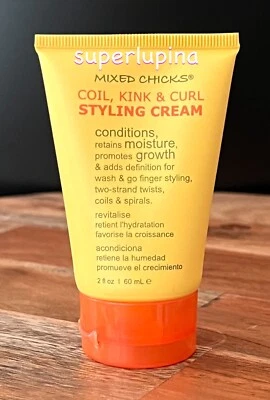 superlupina
MIXED CHICKS®
COIL, KINK & CURL
STYLING CREAM
conditions,
retains moisture,
promotes growth
& adds definition for
wash & go finger styling,
two-strand twists,
coils & spirals.
revitalise
retient l'hydratation
favorise la croissance
acondiciona
retiene la humedad
promueve el crecimiento
2 fl oz | 60 mL ℮